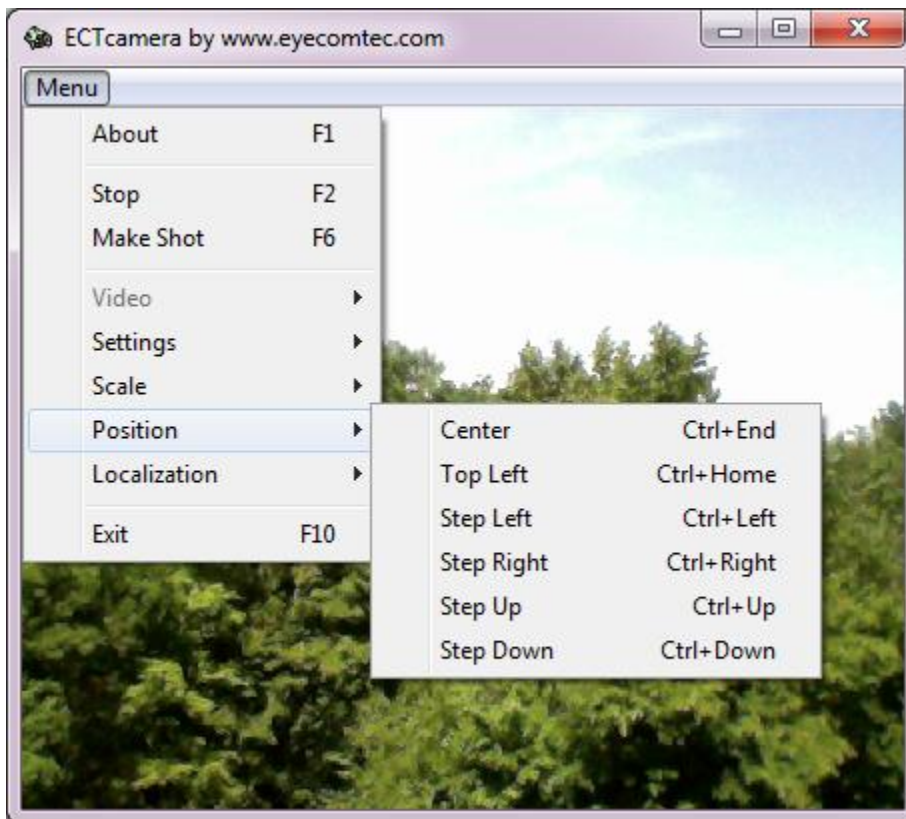 ECTcamera by www.eyecomtec.com
Menu
About F1
Stop F2
Make Shot F6
Video
Settings
Scale
Position
Localization
Exit F10
Center Ctrl+End
Top Left Ctrl+Home
Step Left Ctrl+Left
Step Right Ctrl+Right
Step Up Ctrl+Up
Step Down Ctrl+Down